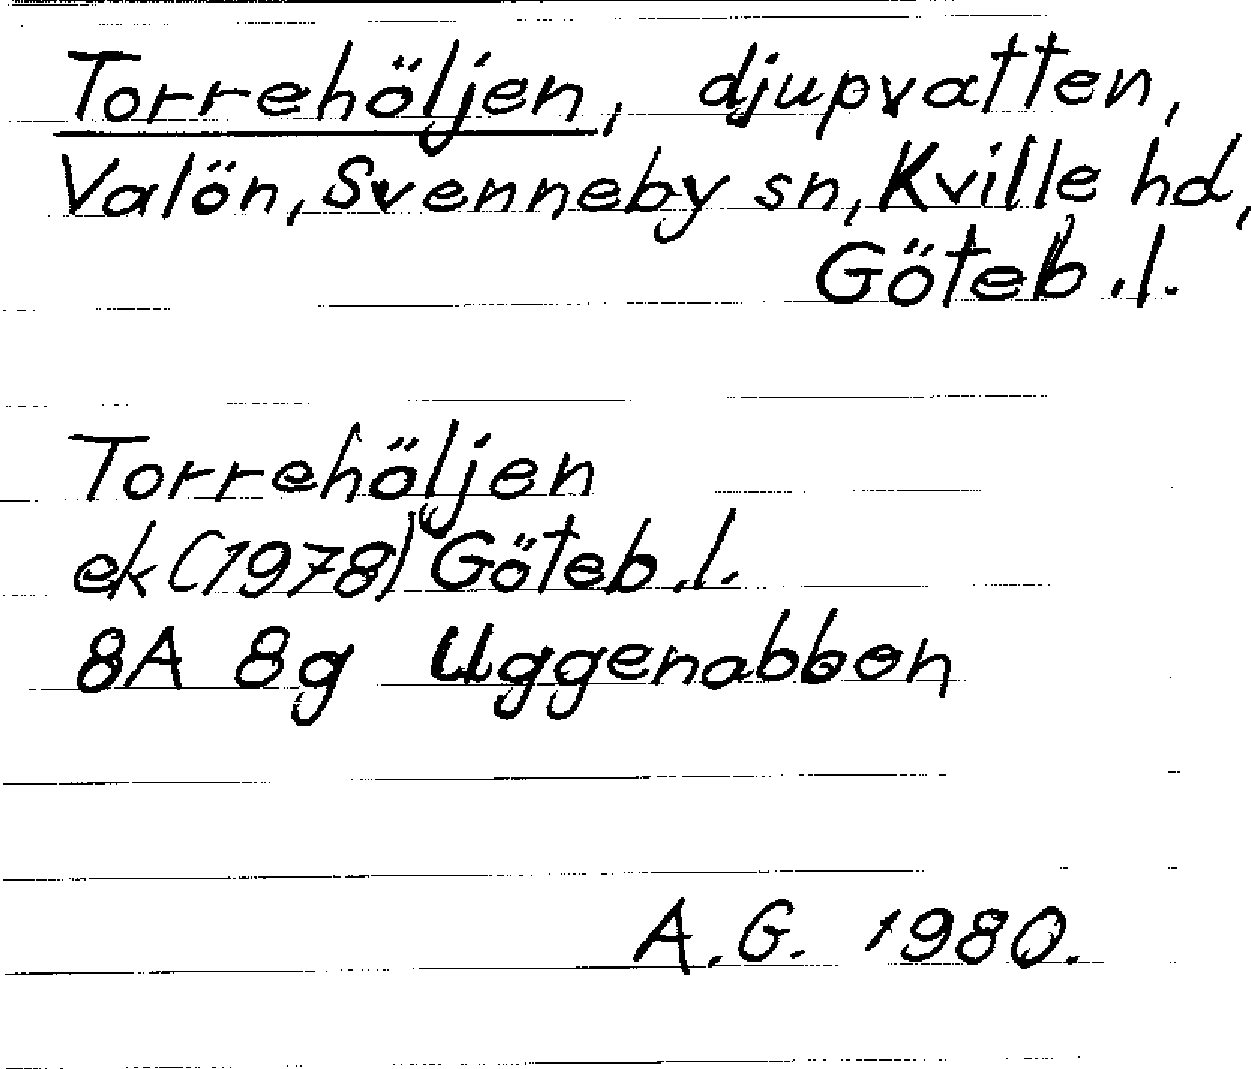 Torrehöljen, djupvatten,
Valön, Svenneby sn, Kville hd,
Göteb.l.
Torrehöljen
ek (1978) Göteb.l.
8A 8g Uggenabben
A.G. 1980.